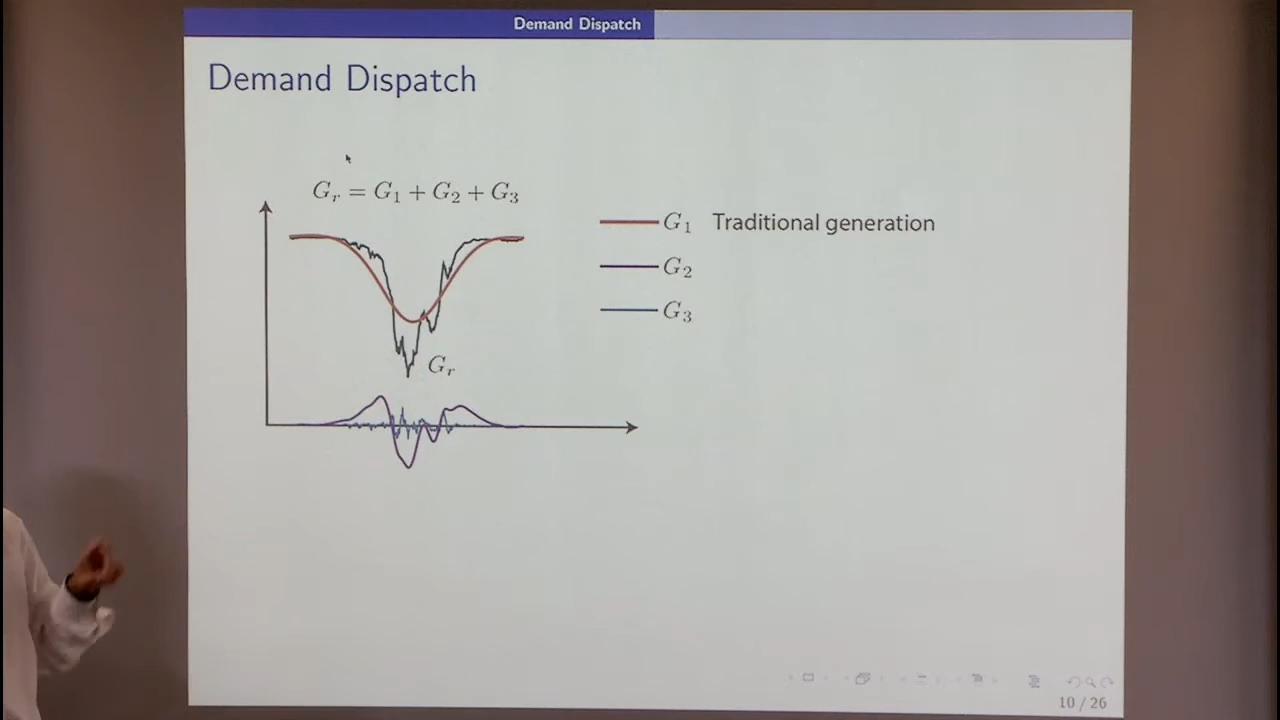 Demand Dispatch
Demand Dispatch
G_r = G_1 + G_2 + G_3
G_1 Traditional generation
G_2
G_3
G_r
10 / 26